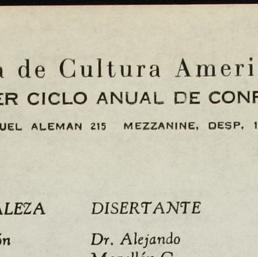 de Cultura Ameri
ER CICLO ANUAL DE CONF
UEL ALEMAN 215 MEZZANINE, DESP. 1
ALEZA DISERTANTE
ón Dr. Alejando